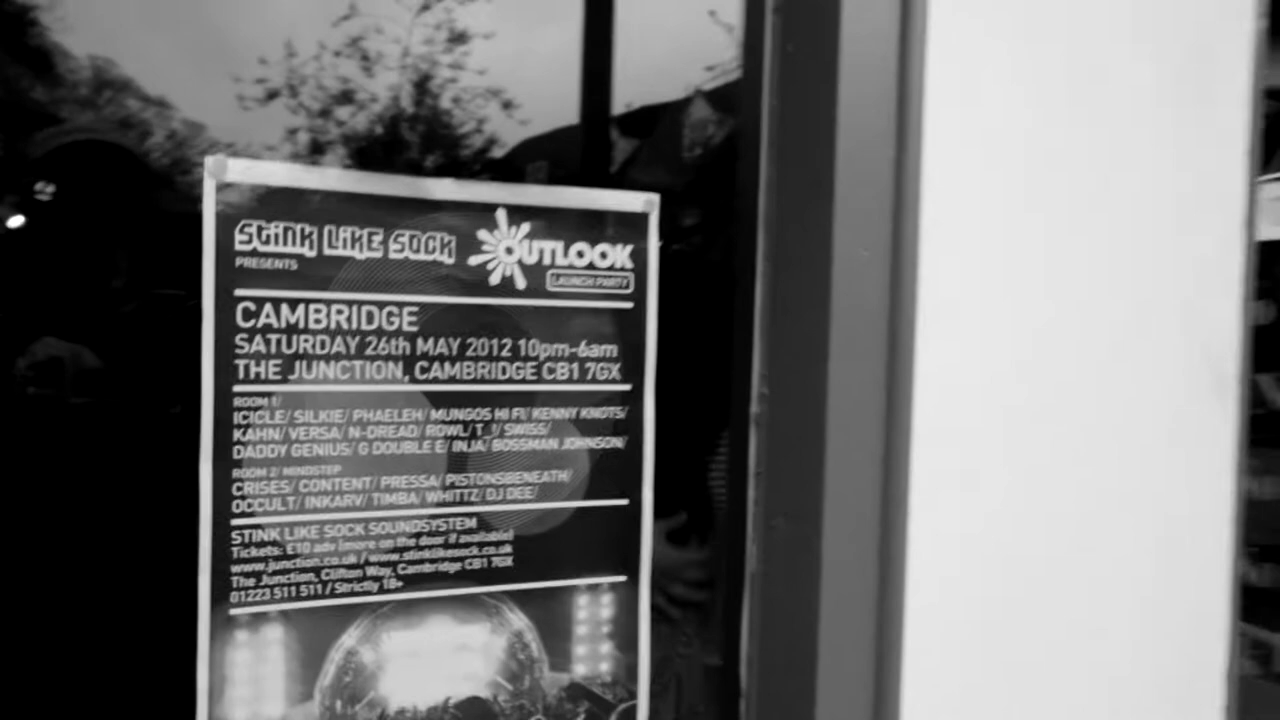 Stink Like Sock
PRESENTS
OUTLOOK
LAUNCH PARTY
CAMBRIDGE
SATURDAY 26th MAY 2012 10pm-6am
THE JUNCTION, CAMBRIDGE CB1 7GX
ROOM 1/
ICICLE/ SILKIE/ PHAELEH/ MUNGOS HI FI/ KENNY KNOTS/
KAHN/ VERSA/ N-DREAD/ ROWL/ T_I/ SWISS/
DADDY GENIUS/ G DOUBLE E/ INJA/ BOSSMAN JOHNSON/
ROOM 2/ MINDSTEP
CRISES/ CONTENT/ PRESSA/ PISTONSBENEATH/
OCCULT/ INKARV/ TIMBA/ WHITTZ/ DJ DEE/
STINK LIKE SOCK SOUNDSYSTEM
Tickets: £10 adv (more on the door if available)
www.junction.co.uk / www.stinklikesock.co.uk
The Junction, Clifton Way, Cambridge CB1 7GX
01223 511 511 / Strictly 18+